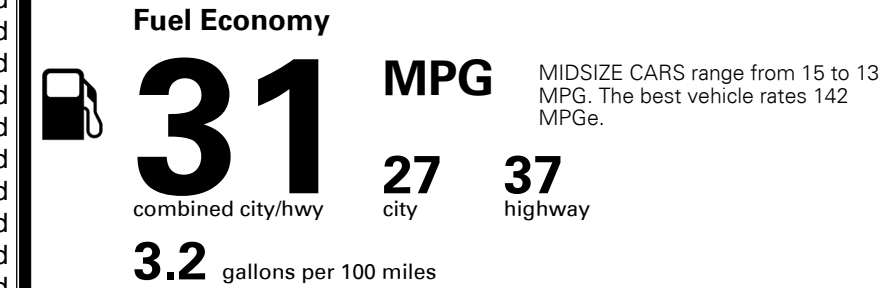 Fuel Economy
31 MPG
MIDSIZE CARS range from 15 to 13
MPG. The best vehicle rates 142
MPGe.
27 37
combined city/hwy city highway
3.2 gallons per 100 miles